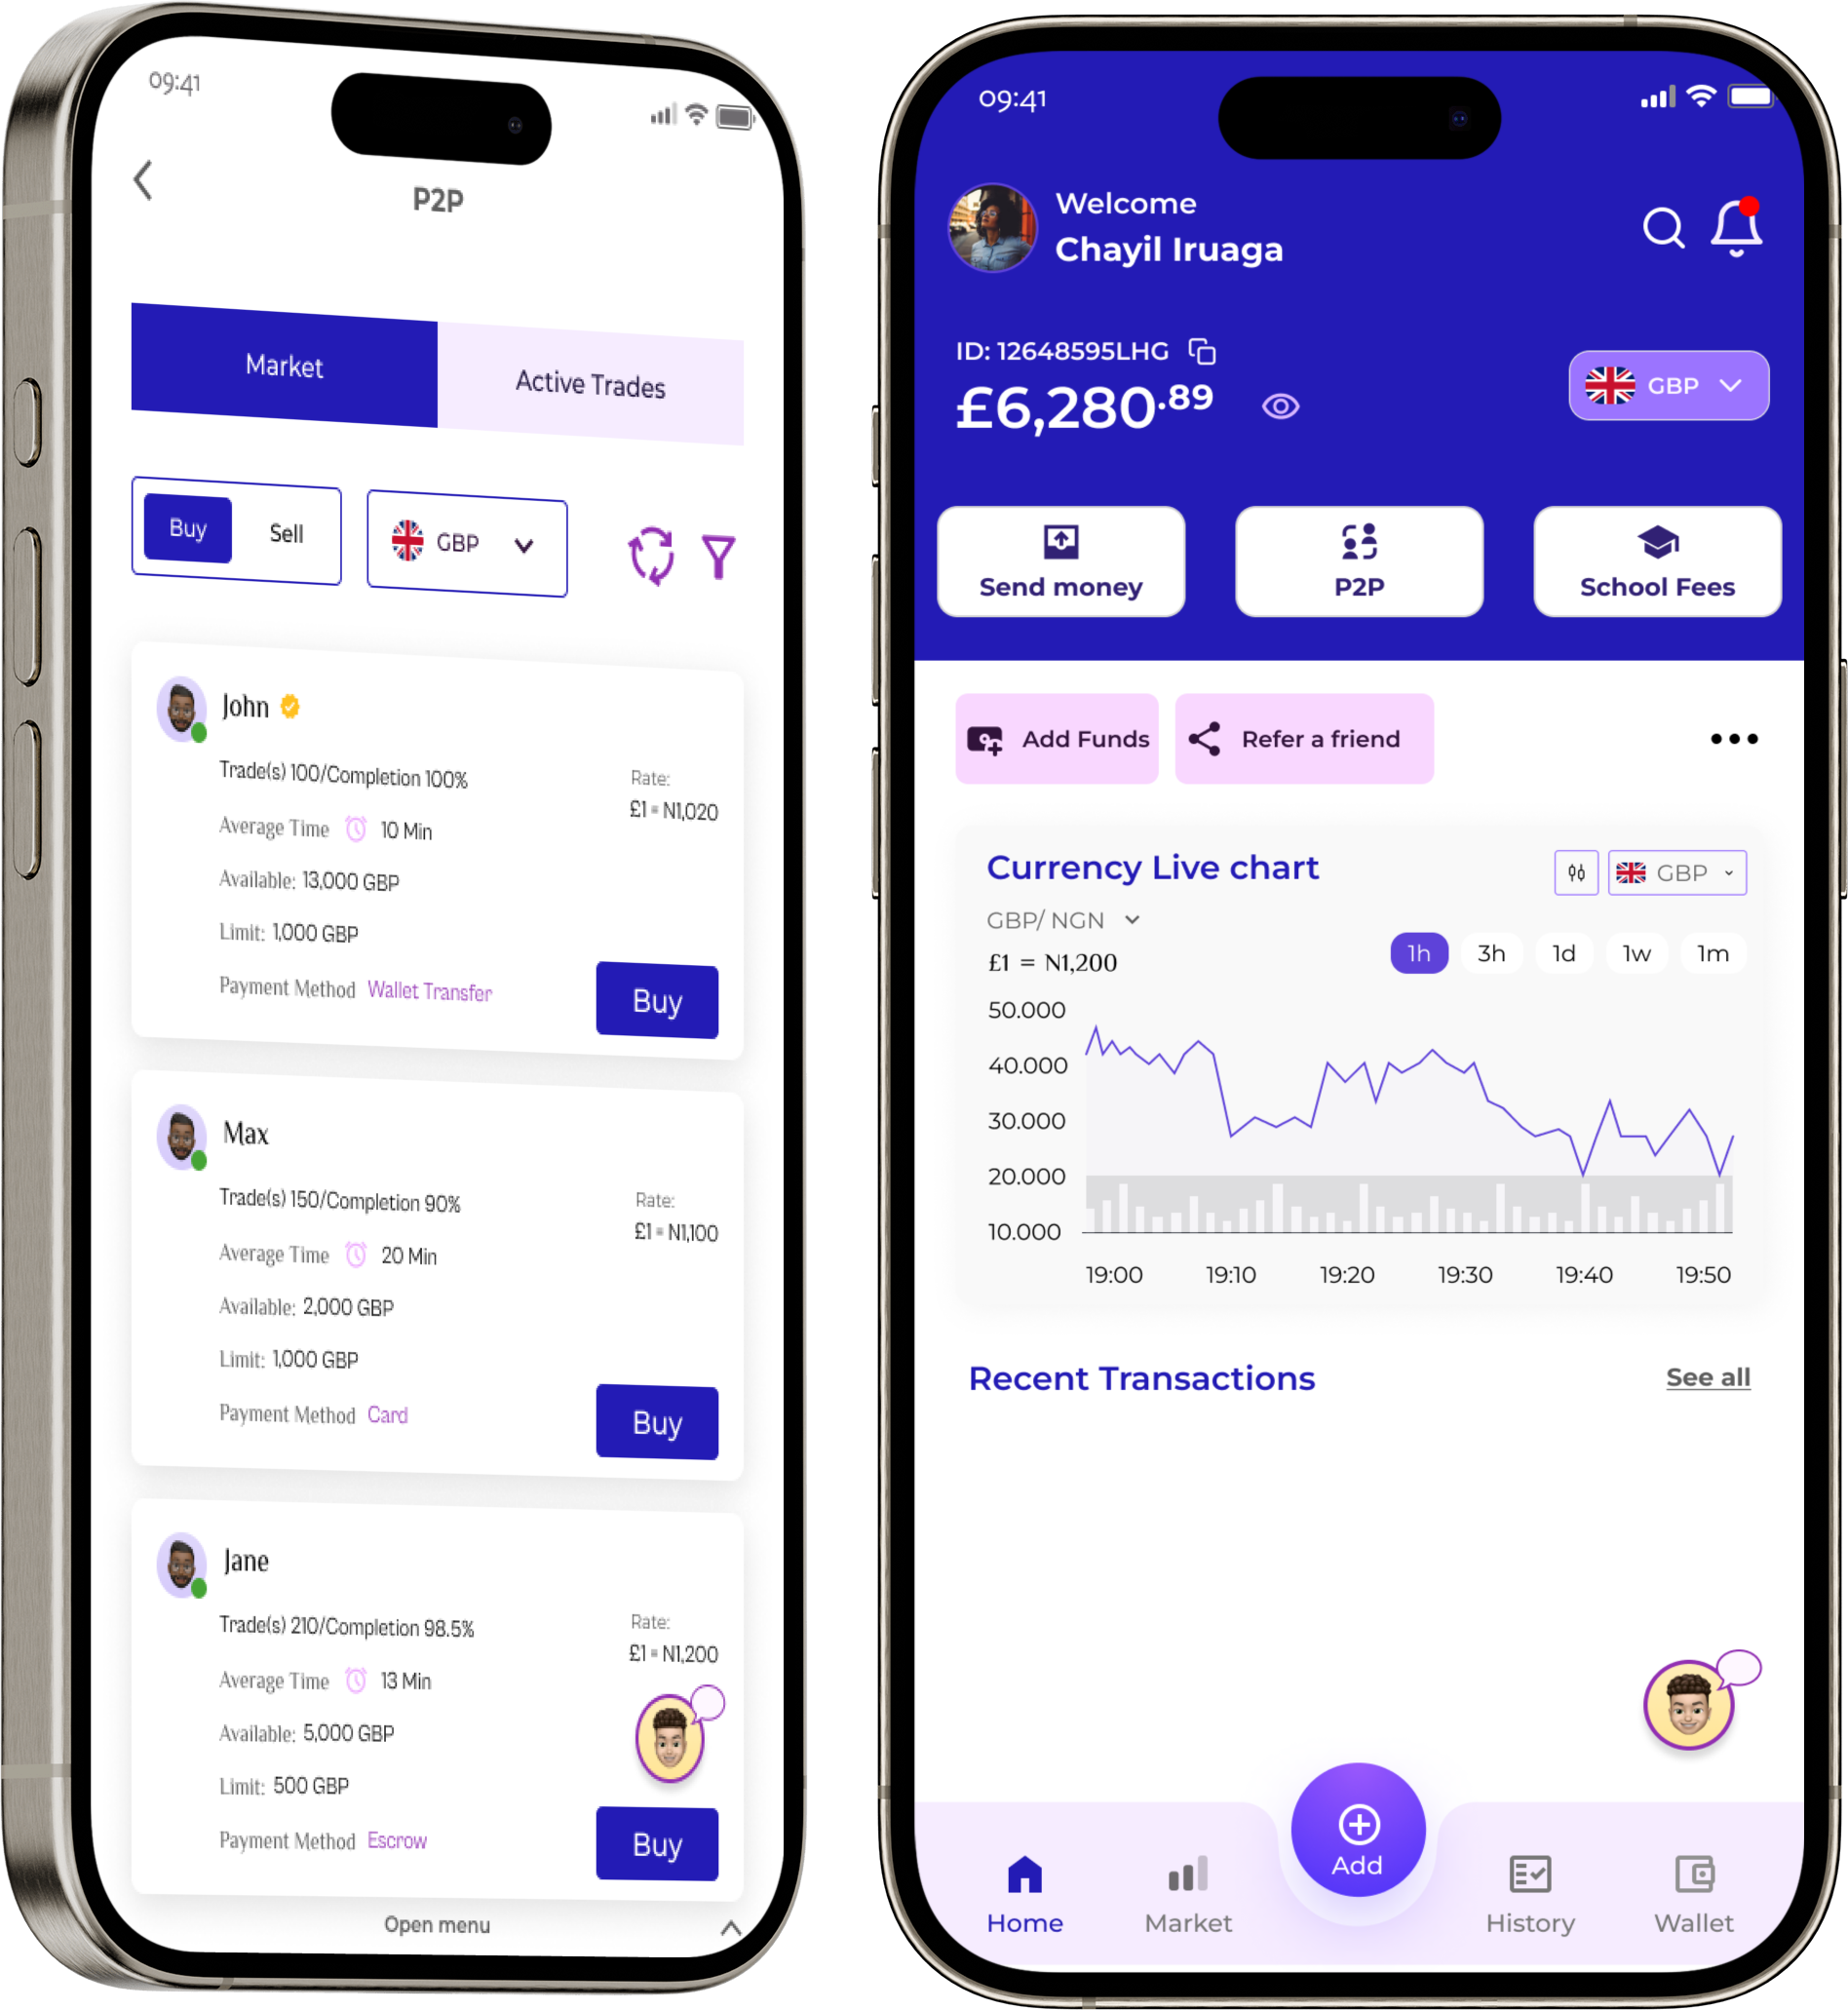 09:41
P2P
Market
Active Trades
Buy
Sell
GBP
John
Trade(s) 100/Completion 100%
Rate:
£1 = N1,020
Average Time 10 Min
Available: 13,000 GBP
Limit: 1,000 GBP
Payment Method Wallet Transfer
Buy
Max
Trade(s) 150/Completion 90%
Rate:
£1 = N1,100
Average Time 20 Min
Available: 2,000 GBP
Limit: 1,000 GBP
Payment Method Card
Buy
Jane
Trade(s) 210/Completion 98.5%
Rate:
£1 = N1,200
Average Time 13 Min
Available: 5,000 GBP
Limit: 500 GBP
Payment Method Escrow
Buy
Open menu
09:41
Welcome
Chayil Iruaga
ID: 12648595LHG
£6,280.89
GBP
Send money
P2P
School Fees
Add Funds
Refer a friend
Currency Live chart
GBP
GBP/ NGN
£1 = N1,200
1h 3h 1d 1w 1m
50.000
40.000
30.000
20.000
10.000
19:00 19:10 19:20 19:30 19:40 19:50
Recent Transactions
See all
Add
Home
Market
History
Wallet